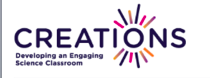 CREATIONS
Developing an Engaging
Science Classroom